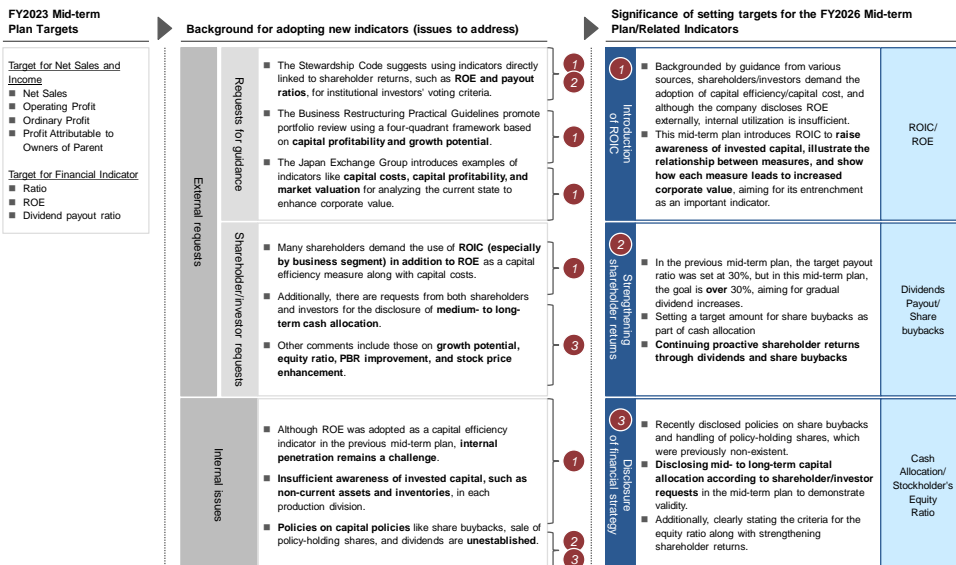 FY2023 Mid-term
Plan Targets
Target for Net Sales and
Income
■ Net Sales
■ Operating Profit
■ Ordinary Profit
■ Profit Attributable to
Owners of Parent
Target for Financial Indicator
■ Ratio
■ ROE
■ Dividend payout ratio
Background for adopting new indicators (issues to address)
External requests
Requests for guidance
■ The Stewardship Code suggests using indicators directly
linked to shareholder returns, such as ROE and payout
ratios, for institutional investors' voting criteria.
1
2
■ The Business Restructuring Practical Guidelines promote
portfolio review using a four-quadrant framework based
on capital profitability and growth potential.
1
■ The Japan Exchange Group introduces examples of
indicators like capital costs, capital profitability, and
market valuation for analyzing the current state to
enhance corporate value.
1
Shareholder/investor requests
■ Many shareholders demand the use of ROIC (especially
by business segment) in addition to ROE as a capital
efficiency measure along with capital costs.
1
■ Additionally, there are requests from both shareholders
and investors for the disclosure of medium- to long-
term cash allocation.
■ Other comments include those on growth potential,
equity ratio, PBR improvement, and stock price
enhancement.
3
Internal issues
■ Although ROE was adopted as a capital efficiency
indicator in the previous mid-term plan, internal
penetration remains a challenge.
■ Insufficient awareness of invested capital, such as
non-current assets and inventories, in each
production division.
1
■ Policies on capital policies like share buybacks, sale of
policy-holding shares, and dividends are unestablished.
2
3
Significance of setting targets for the FY2026 Mid-term
Plan/Related Indicators
1
Introduction
of ROIC
■ Backgrounded by guidance from various
sources, shareholders/investors demand the
adoption of capital efficiency/capital cost, and
although the company discloses ROE
externally, internal utilization is insufficient.
■ This mid-term plan introduces ROIC to raise
awareness of invested capital, illustrate the
relationship between measures, and show
how each measure leads to increased
corporate value, aiming for its entrenchment
as an important indicator.
ROIC/
ROE
2
Strengthening
shareholder returns
■ In the previous mid-term plan, the target payout
ratio was set at 30%, but in this mid-term plan,
the goal is over 30%, aiming for gradual
dividend increases.
■ Setting a target amount for share buybacks as
part of cash allocation
■ Continuing proactive shareholder returns
through dividends and share buybacks
Dividends
Payout/
Share
buybacks
3
Disclosure
of financial strategy
■ Recently disclosed policies on share buybacks
and handling of policy-holding shares, which
were previously non-existent.
■ Disclosing mid- to long-term capital
allocation according to shareholder/investor
requests in the mid-term plan to demonstrate
validity.
■ Additionally, clearly stating the criteria for the
equity ratio along with strengthening
shareholder returns.
Cash
Allocation/
Stockholder's
Equity
Ratio